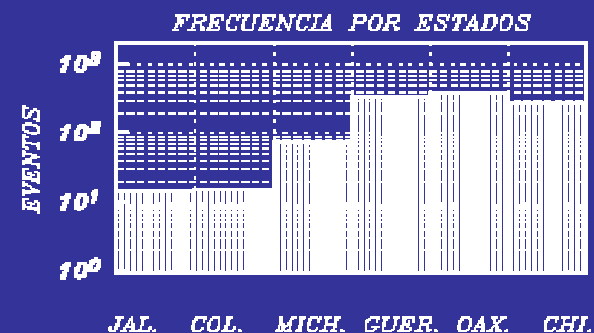 FRECUENCIA POR ESTADOS
10³
10²
10¹
10⁰
EVENTOS
JAL. COL. MICH. GUER. OAX. CHI.